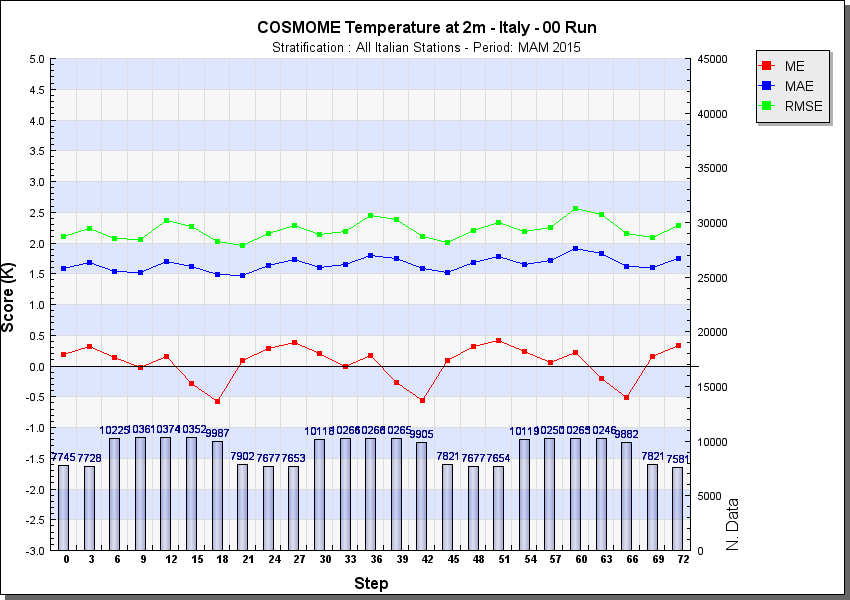 COSMOME Temperature at 2m - Italy - 00 Run
Stratification : All Italian Stations - Period: MAM 2015
ME
MAE
RMSE
5.0
4.5
4.0
3.5
3.0
2.5
2.0
1.5
1.0
0.5
0.0
-0.5
-1.0
-1.5
-2.0
-2.5
-3.0
Score (K)
45000
40000
35000
30000
25000
20000
15000
10000
5000
0
N. Data
7745 7728 10225 10361 10374 10352 9987 7902 7677 7653 10118 10266 10266 10265 9905 7821 7677 7654 10119 10250 10265 10246 9882 7821 7581
0 3 6 9 12 15 18 21 24 27 30 33 36 39 42 45 48 51 54 57 60 63 66 69 72
Step